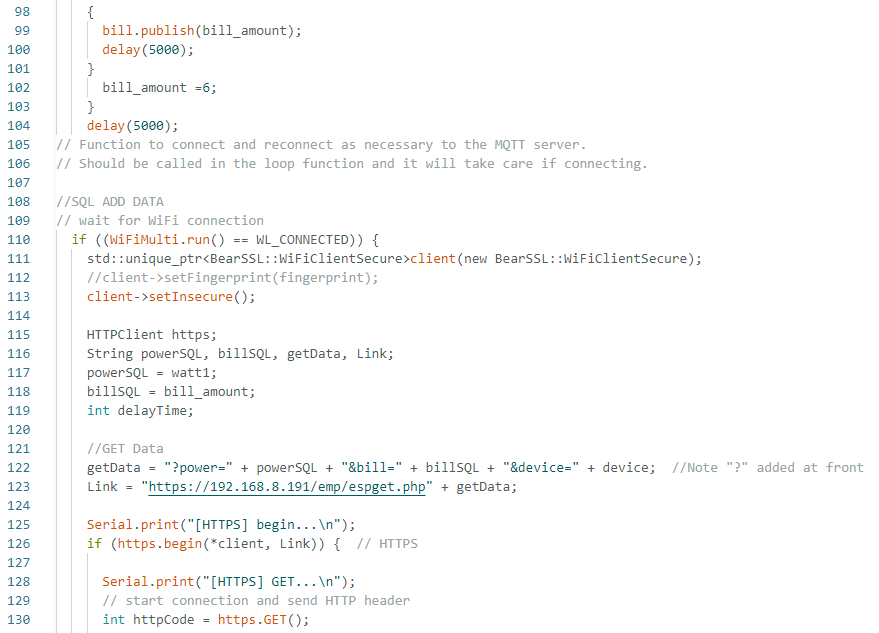 98 {
99 bill.publish(bill_amount);
100 delay(5000);
101 }
102 bill_amount =6;
103 }
104 delay(5000);
105 // Function to connect and reconnect as necessary to the MQTT server.
106 // Should be called in the loop function and it will take care if connecting.
107
108 //SQL ADD DATA
109 // wait for WiFi connection
110 if ((WiFiMulti.run() == WL_CONNECTED)) {
111 std::unique_ptr<BearSSL::WiFiClientSecure>client(new BearSSL::WiFiClientSecure);
112 //client->setFingerprint(fingerprint);
113 client->setInsecure();
114
115 HTTPClient https;
116 String powerSQL, billSQL, getData, Link;
117 powerSQL = watt1;
118 billSQL = bill_amount;
119 int delayTime;
120
121 //GET Data
122 getData = "?power=" + powerSQL + "&bill=" + billSQL + "&device=" + device;  //Note "?" added at front
123 Link = "https://192.168.8.191/emp/espget.php" + getData;
124
125 Serial.print("[HTTPS] begin...\n");
126 if (https.begin(*client, Link)) {  // HTTPS
127
128 Serial.print("[HTTPS] GET...\n");
129 // start connection and send HTTP header
130 int httpCode = https.GET();